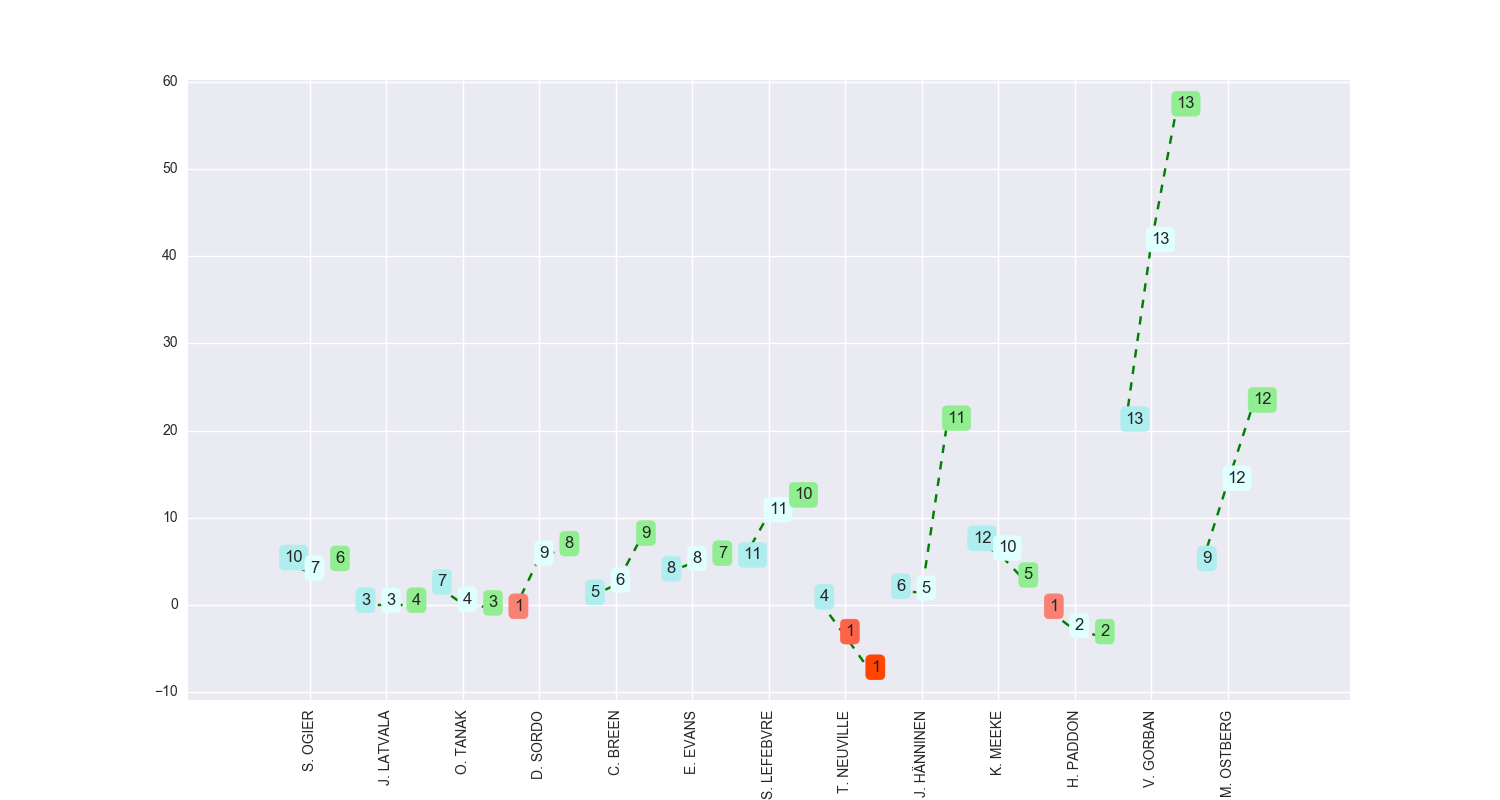 60
50
40
30
20
10
0
−10
10 7 6
3 3 4
7 4 3
1 9 8
5 6 9
8 8 7
11 11 10
4 1 1
6 5 11
12 10 5
1 2 2
13 13 13
9 12 12
S. OGIER
J. LATVALA
O. TANAK
D. SORDO
C. BREEN
E. EVANS
S. LEFEBVRE
T. NEUVILLE
J. HÄNNINEN
K. MEEKE
H. PADDON
V. GORBAN
M. OSTBERG